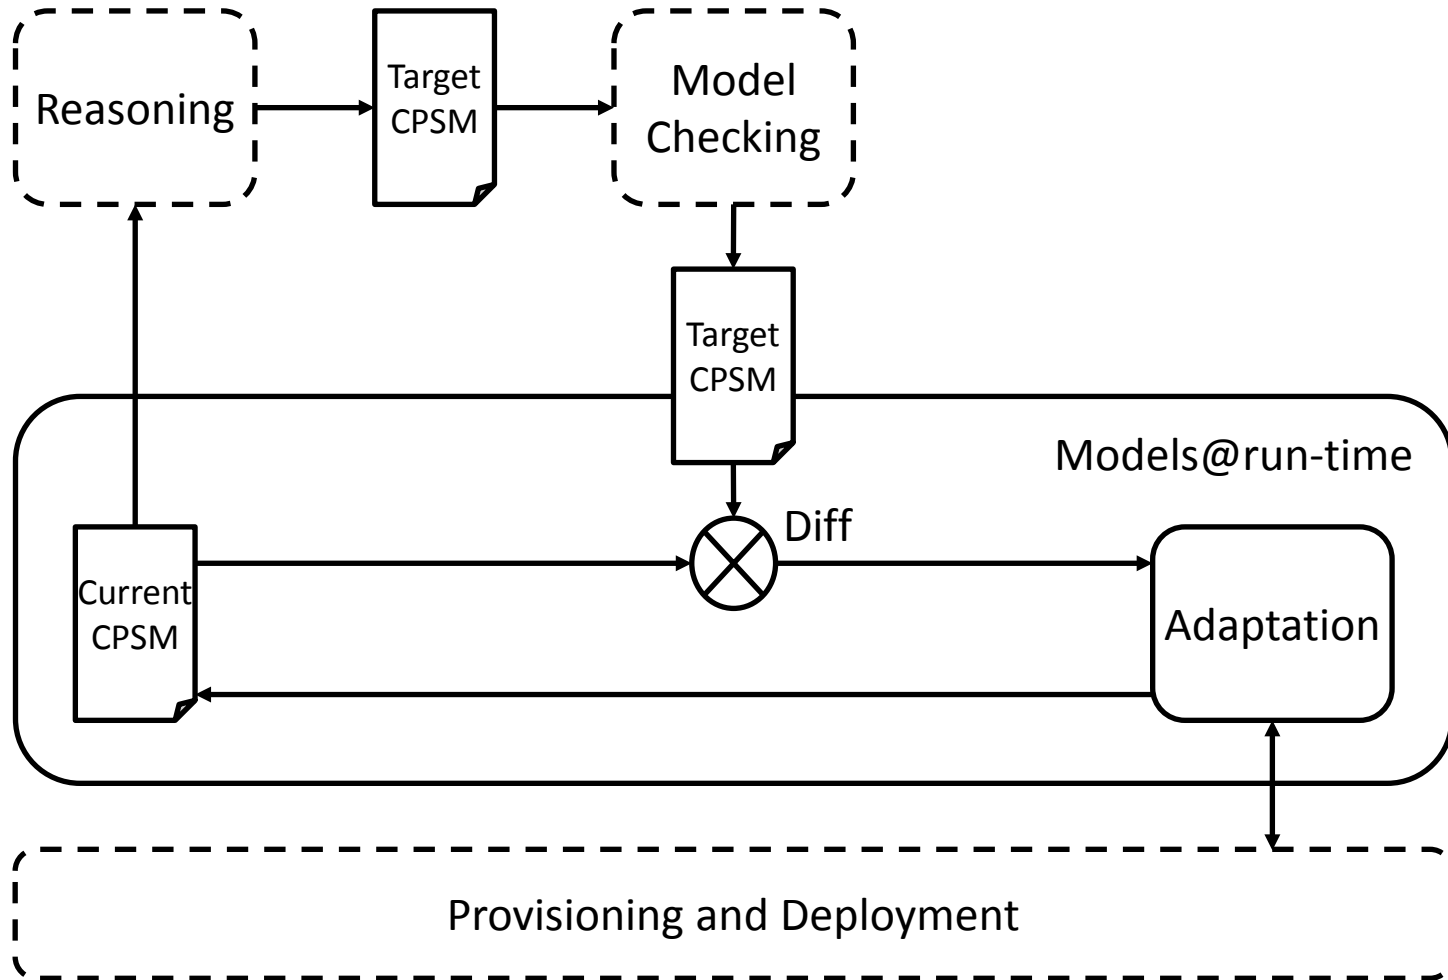 Reasoning
Target
CPSM
Model
Checking
Target
CPSM
Models@run-time
Diff
Current
CPSM
Adaptation
Provisioning and Deployment